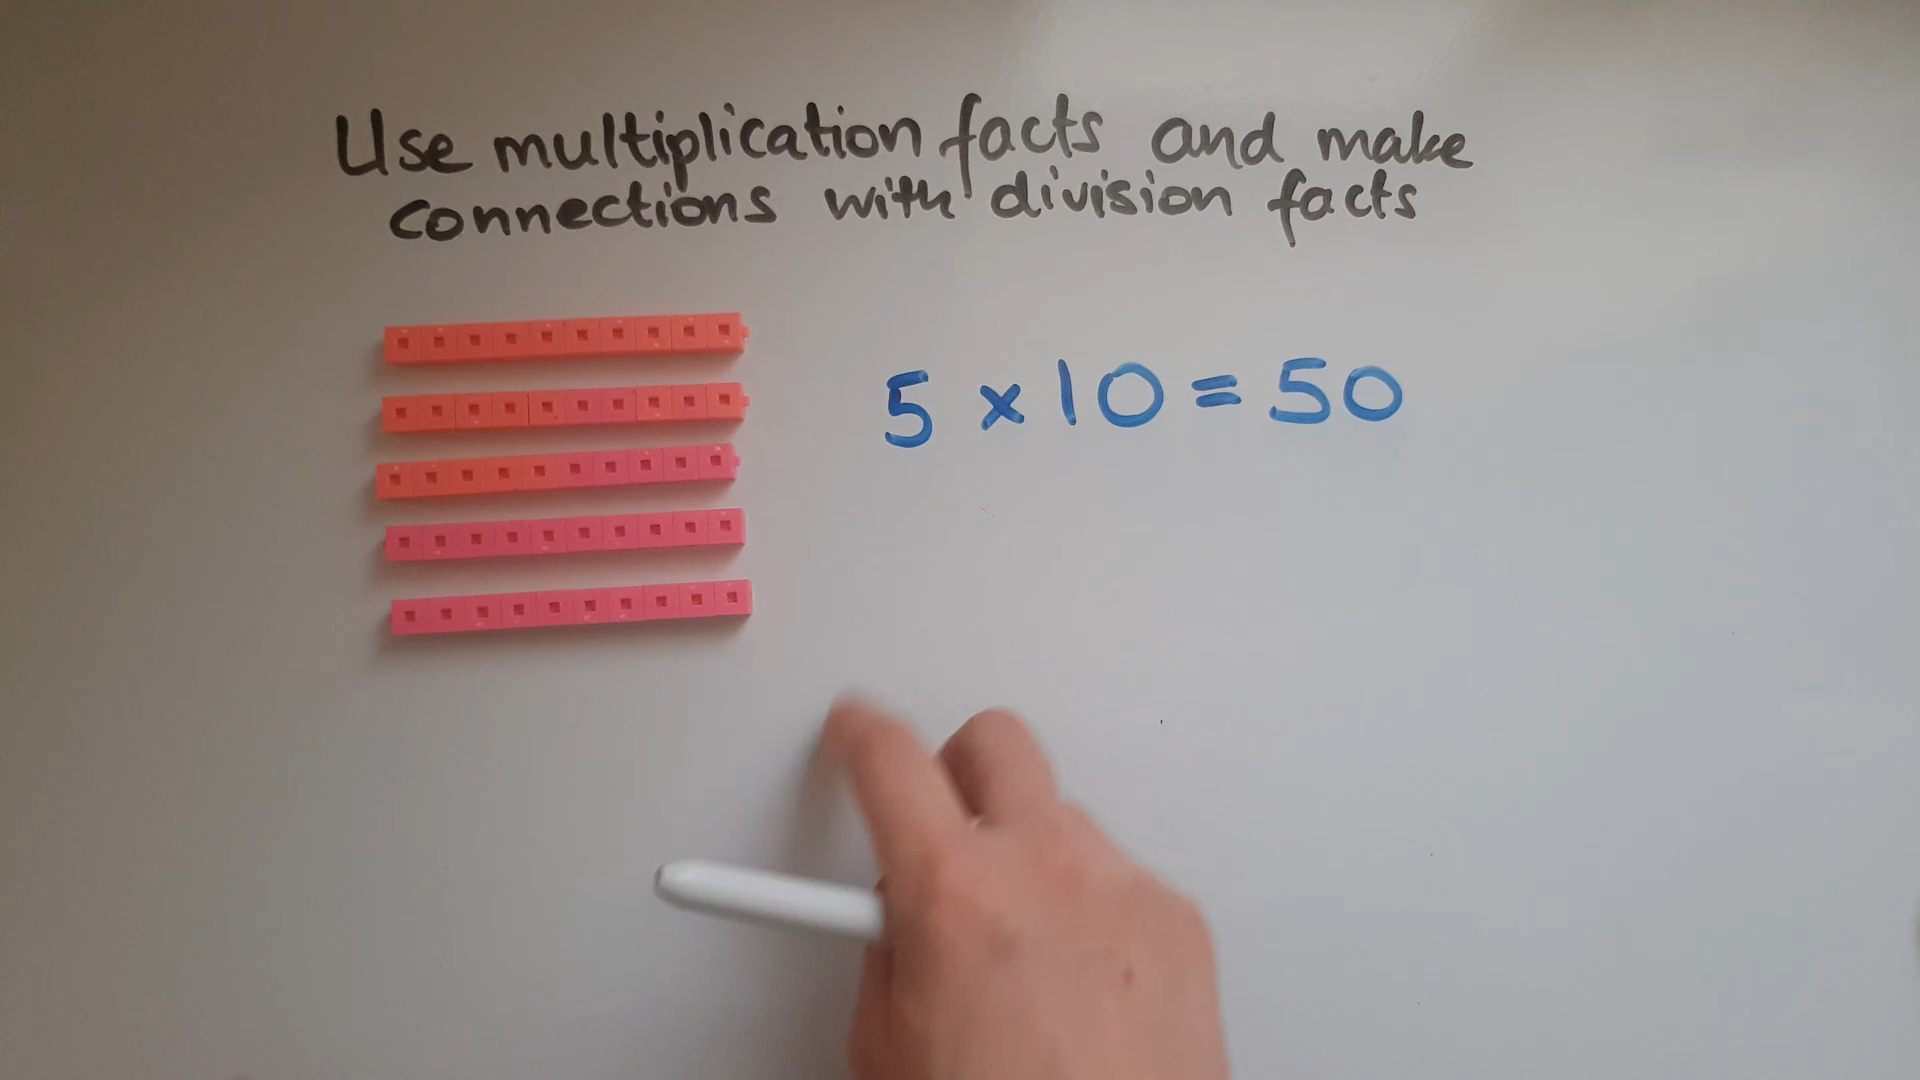 Use multiplication facts and make
connections with division facts
5 × 10 = 50